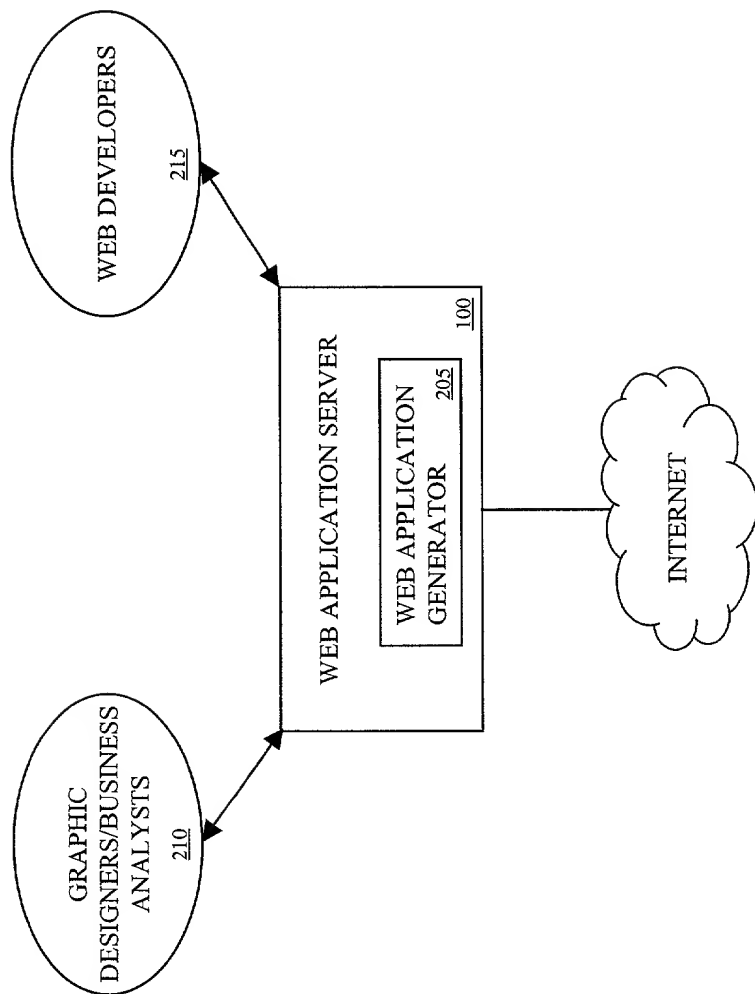 GRAPHIC
DESIGNERS/BUSINESS
ANALYSTS
210
WEB DEVELOPERS
215
WEB APPLICATION SERVER
100
WEB APPLICATION
GENERATOR
205
INTERNET